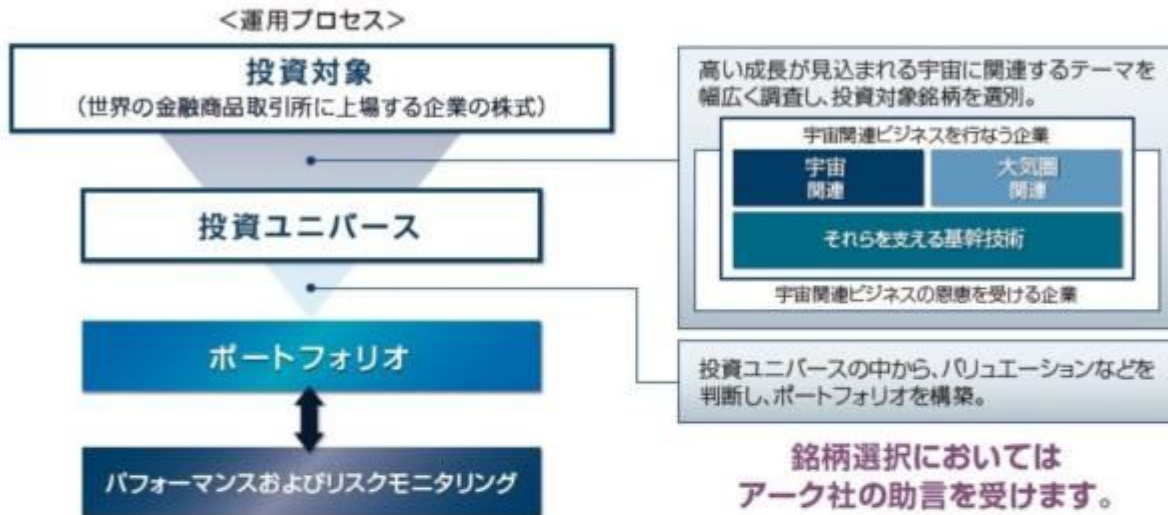 ＜運用プロセス＞
投資対象
（世界の金融商品取引所に上場する企業の株式）
投資ユニバース
ポートフォリオ
パフォーマンスおよびリスクモニタリング
高い成長が見込まれる宇宙に関連するテーマを
幅広く調査し、投資対象銘柄を選別。
宇宙関連ビジネスを行なう企業
宇宙
関連
大気圏
関連
それらを支える基幹技術
宇宙関連ビジネスの恩恵を受ける企業
投資ユニバースの中から、バリュエーションなどを
判断し、ポートフォリオを構築。
銘柄選択においては
アーク社の助言を受けます。